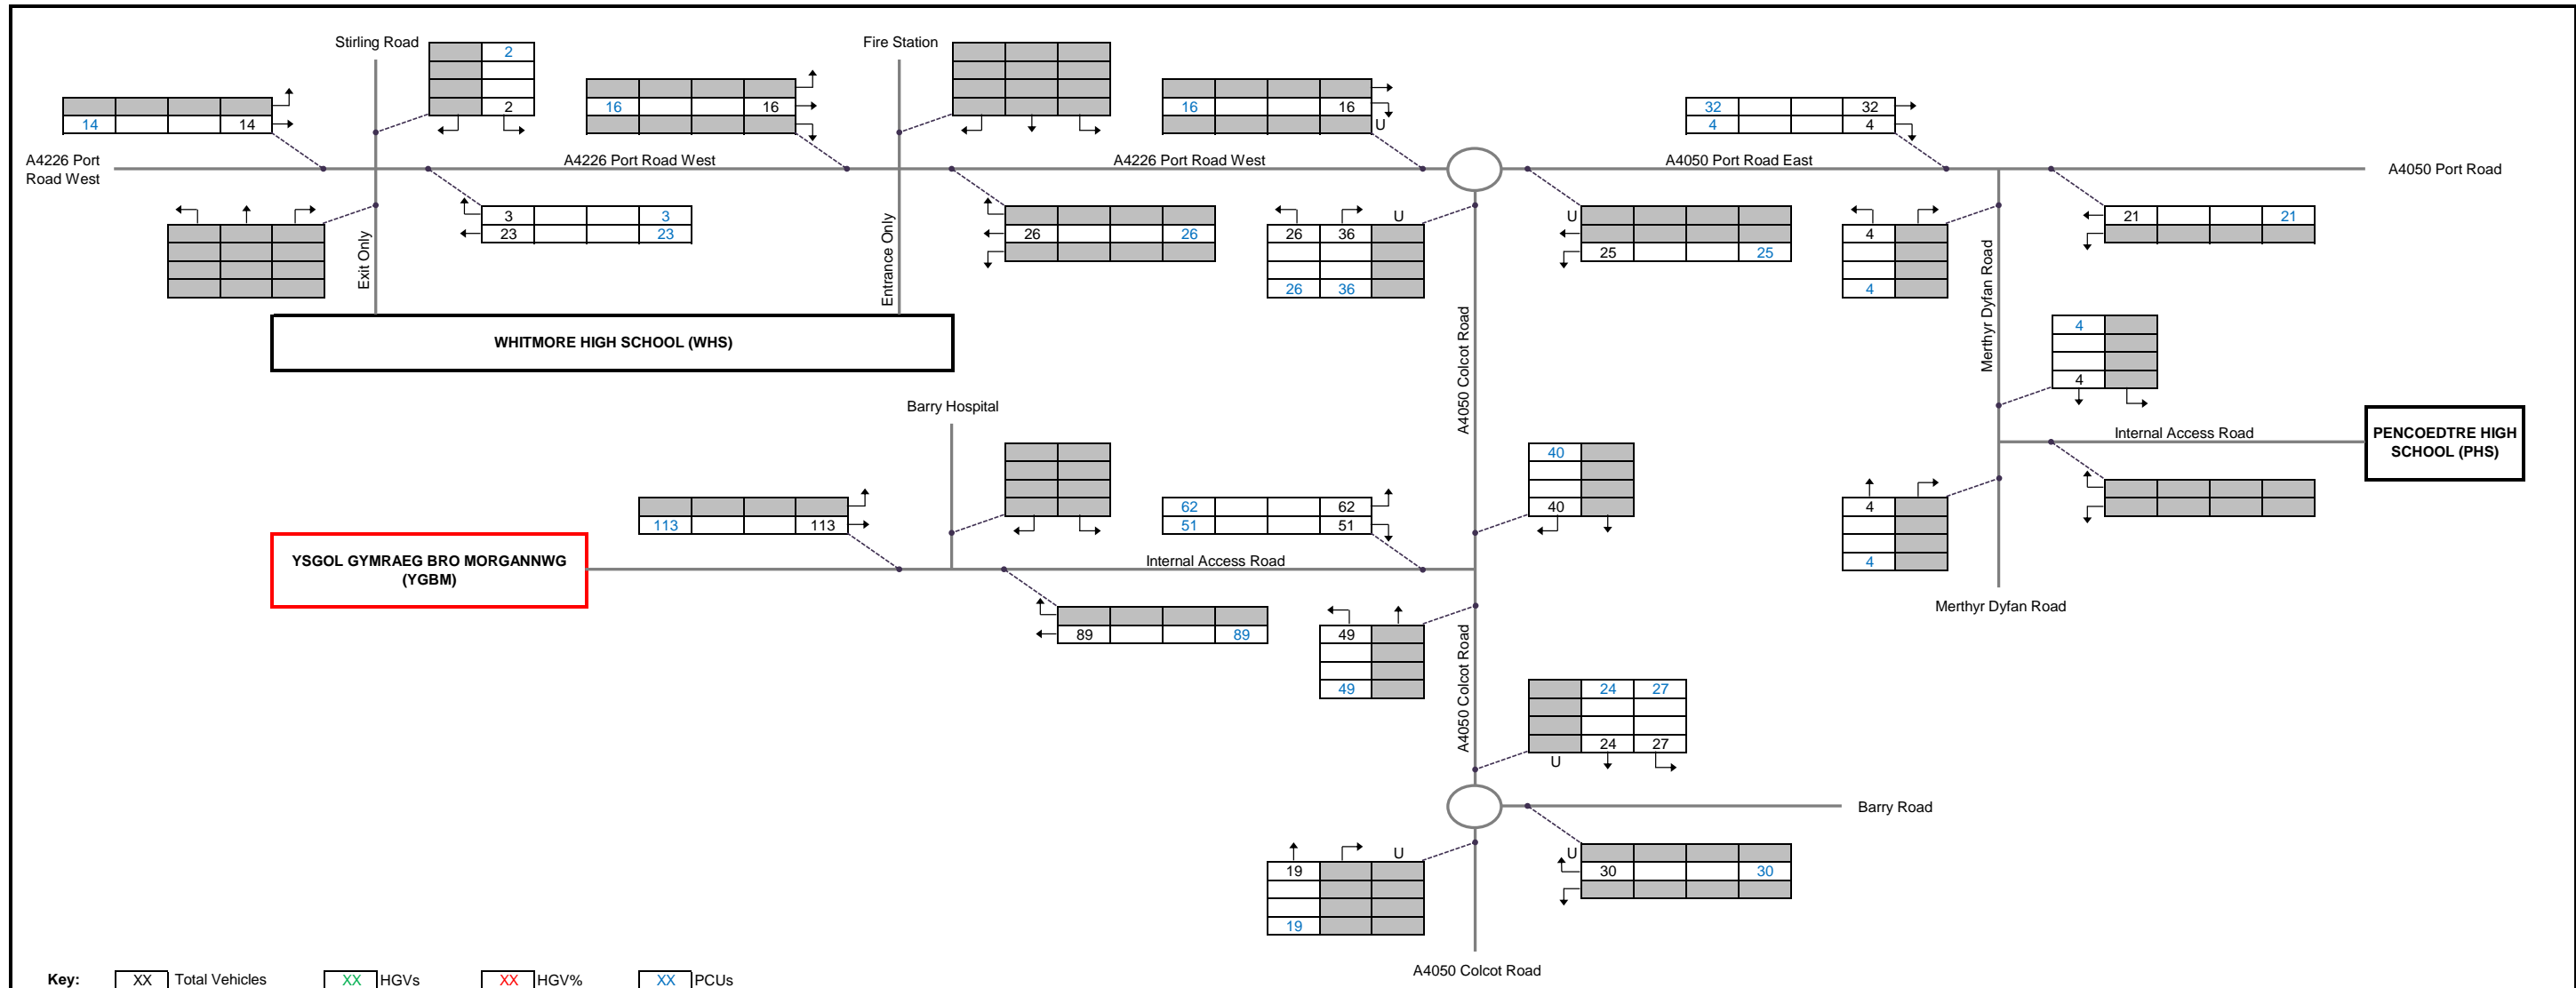 Stirling Road
2
2
14 14
A4226 Port
Road West
3 3
23 23
Exit Only
16 16
A4226 Port Road West
Fire Station
Entrance Only
26 26
A4226 Port Road West
16 16
U
U
26 36
26 36
A4050 Colcot Road
U
25 25
A4050 Port Road East
32 32
4 4
4
4
Merthyr Dyfan Road
21 21
A4050 Port Road
WHITMORE HIGH SCHOOL (WHS)
4
4
Internal Access Road
PENCOEDTRE HIGH
SCHOOL (PHS)
4
4
Merthyr Dyfan Road
Barry Hospital
113 113
YSGOL GYMRAEG BRO MORGANNWG
(YGBM)
89 89
Internal Access Road
62 62
51 51
40
40
49
49
A4050 Colcot Road
24 27
24 27
U
Barry Road
U
30 30
U
19
19
A4050 Colcot Road
Key: XX Total Vehicles XX HGVs XX HGV% XX PCUs